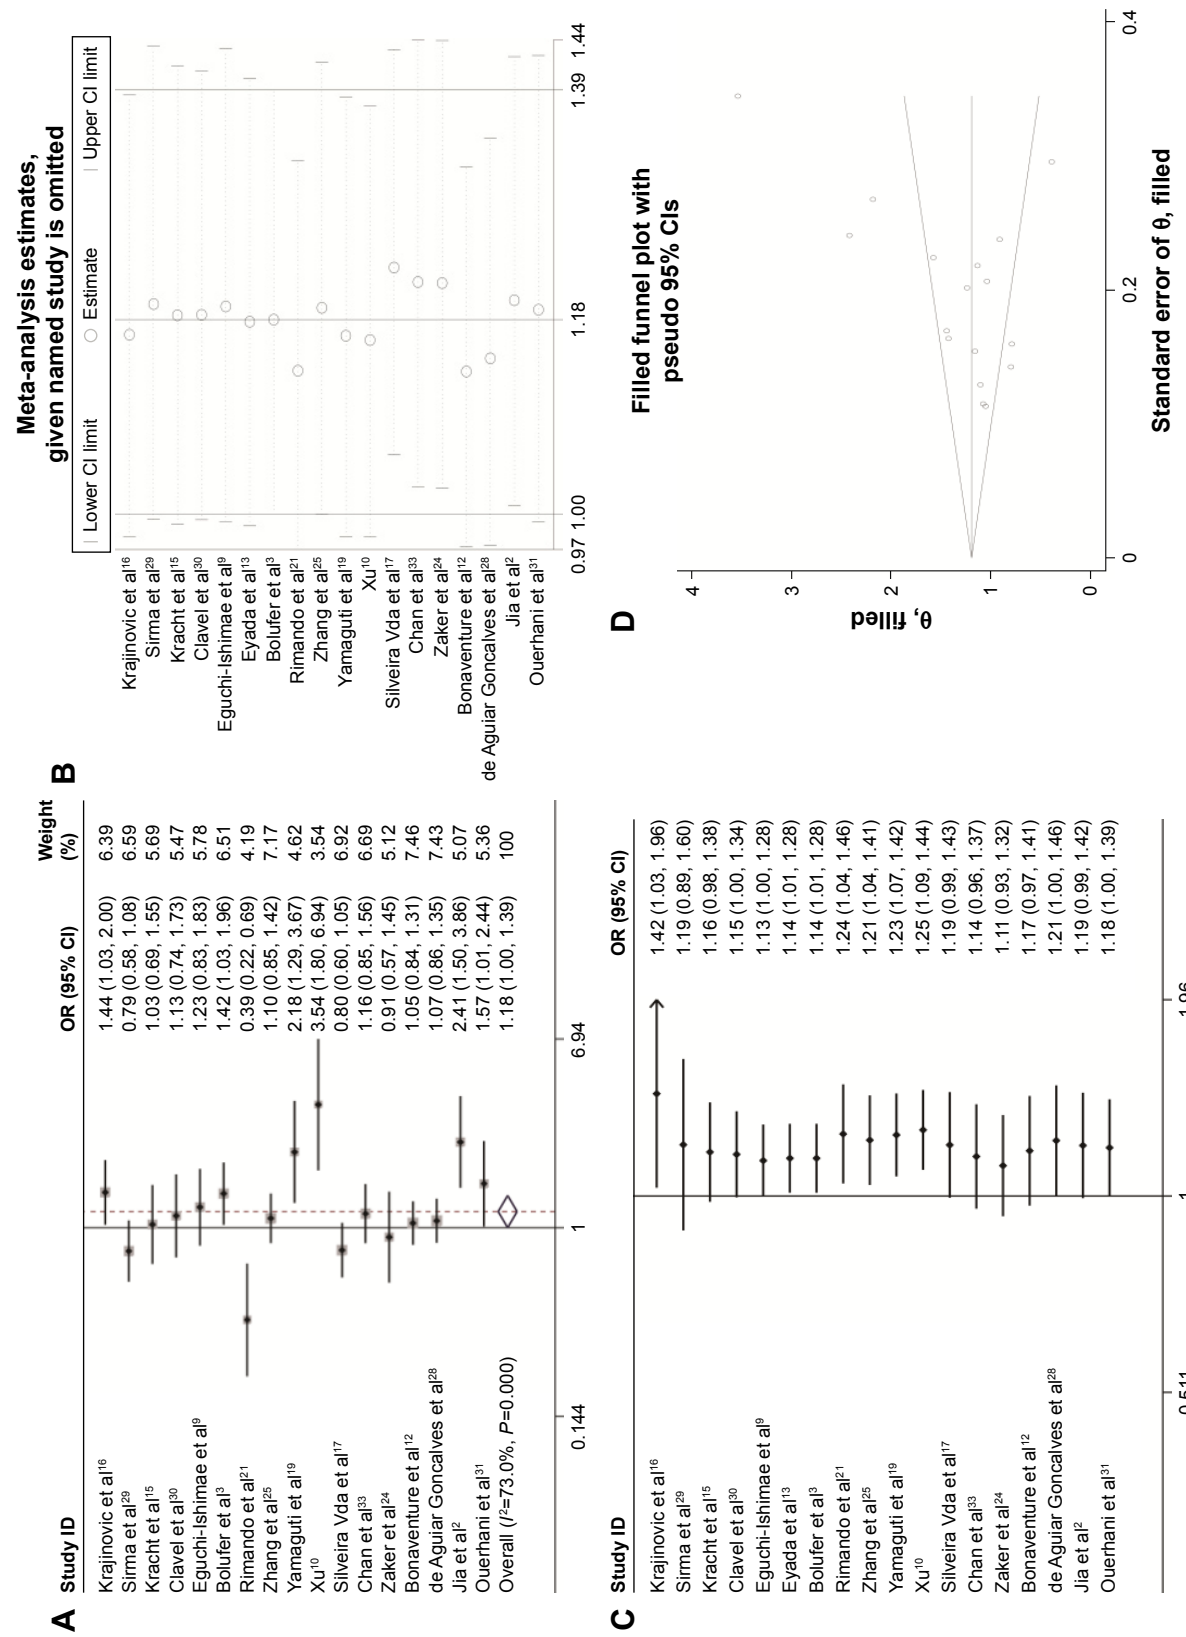 A
Study ID OR (95% CI) Weight (%)
Krajinovic et al16 1.44 (1.03, 2.00) 6.39
Sirma et al29 0.79 (0.58, 1.08) 6.59
Kracht et al15 1.03 (0.69, 1.55) 5.69
Clavel et al30 1.13 (0.74, 1.73) 5.47
Eguchi-Ishimae et al9 1.23 (0.83, 1.83) 5.78
Bolufer et al3 1.42 (1.03, 1.96) 6.51
Rimando et al21 0.39 (0.22, 0.69) 4.19
Zhang et al25 1.10 (0.85, 1.42) 7.17
Yamaguti et al19 2.18 (1.29, 3.67) 4.62
Xu10 3.54 (1.80, 6.94) 3.54
Silveira Vda et al17 0.80 (0.60, 1.05) 6.92
Chan et al33 1.16 (0.85, 1.56) 6.69
Zaker et al24 0.91 (0.57, 1.45) 5.12
Bonaventure et al12 1.05 (0.84, 1.31) 7.46
de Aguiar Goncalves et al28 1.07 (0.86, 1.35) 7.43
Jia et al2 2.41 (1.50, 3.86) 5.07
Ouerhani et al31 1.57 (1.01, 2.44) 5.36
Overall (I2=73.0%, P=0.000) 1.18 (1.00, 1.39) 100
0.144 1 6.94
B
Meta-analysis estimates,
given named study is omitted
Lower CI limit Estimate Upper CI limit
Krajinovic et al16
Sirma et al29
Kracht et al15
Clavel et al30
Eguchi-Ishimae et al9
Eyada et al13
Bolufer et al3
Rimando et al21
Zhang et al25
Yamaguti et al19
Xu10
Silveira Vda et al17
Chan et al33
Zaker et al24
Bonaventure et al12
de Aguiar Goncalves et al28
Jia et al2
Ouerhani et al31
0.97 1.00 1.18 1.39 1.44
C
Study ID OR (95% CI)
Krajinovic et al16 1.42 (1.03, 1.96)
Sirma et al29 1.19 (0.89, 1.60)
Kracht et al15 1.16 (0.98, 1.38)
Clavel et al30 1.15 (1.00, 1.34)
Eguchi-Ishimae et al9 1.13 (1.00, 1.28)
Eyada et al13 1.14 (1.01, 1.28)
Bolufer et al3 1.14 (1.01, 1.28)
Rimando et al21 1.24 (1.04, 1.46)
Zhang et al25 1.21 (1.04, 1.41)
Yamaguti et al19 1.23 (1.07, 1.42)
Xu10 1.25 (1.09, 1.44)
Silveira Vda et al17 1.19 (0.99, 1.43)
Chan et al33 1.14 (0.96, 1.37)
Zaker et al24 1.11 (0.93, 1.32)
Bonaventure et al12 1.17 (0.97, 1.41)
de Aguiar Goncalves et al28 1.21 (1.00, 1.46)
Jia et al2 1.19 (0.99, 1.42)
Ouerhani et al31 1.18 (1.00, 1.39)
0.511 1 1.96
D
Filled funnel plot with
pseudo 95% CIs
θ, filled
4
3
2
1
0
0 0.2 0.4
Standard error of θ, filled